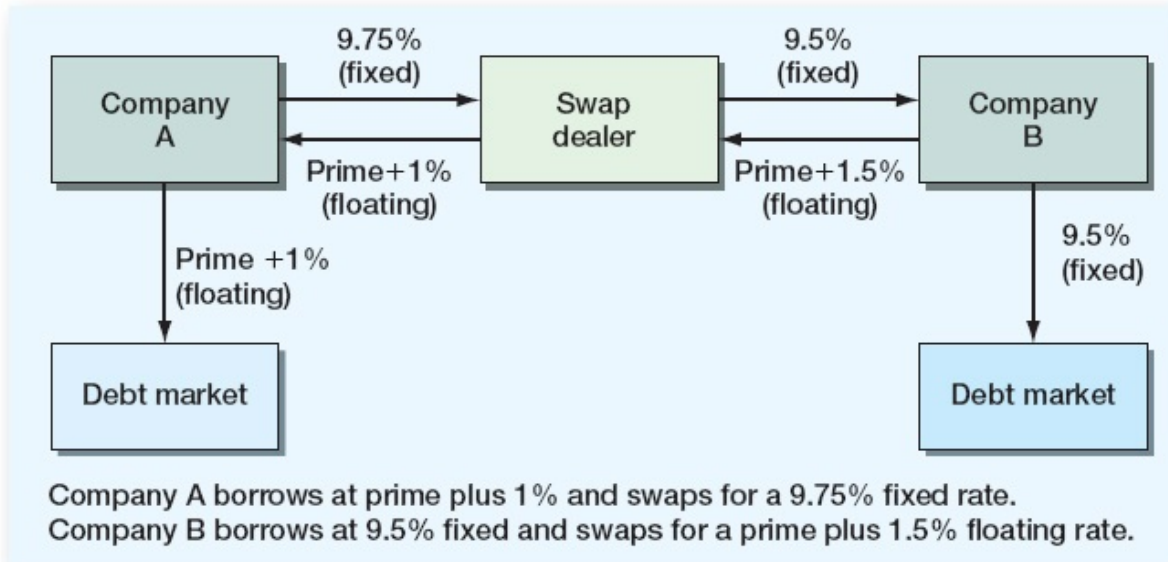 9.75%
(fixed)
9.5%
(fixed)
Company
A
Swap
dealer
Company
B
Prime+1%
(floating)
Prime+1.5%
(floating)
Prime +1%
(floating)
9.5%
(fixed)
Debt market
Debt market
Company A borrows at prime plus 1% and swaps for a 9.75% fixed rate.
Company B borrows at 9.5% fixed and swaps for a prime plus 1.5% floating rate.